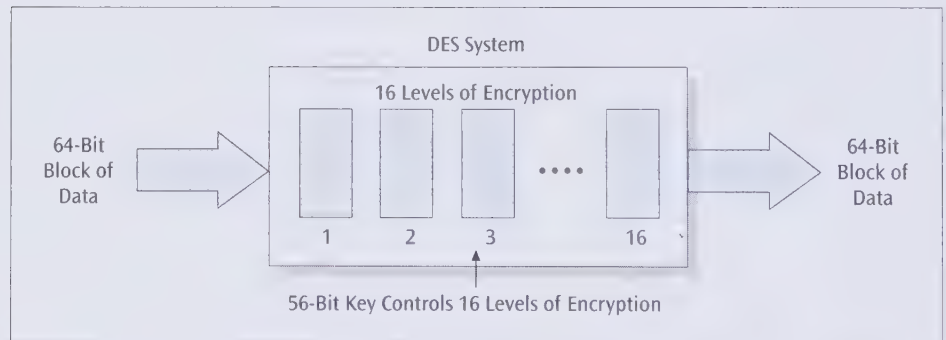 DES System
16 Levels of Encryption
64-Bit
Block of
Data
1 2 3 •••• 16
64-Bit
Block of
Data
56-Bit Key Controls 16 Levels of Encryption